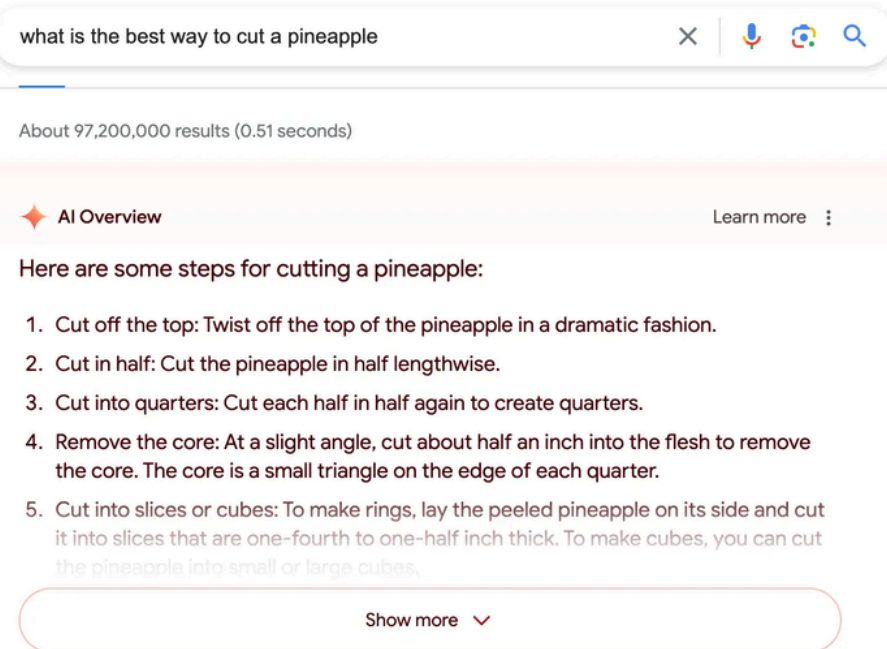 what is the best way to cut a pineapple
About 97,200,000 results (0.51 seconds)
AI Overview
Learn more
Here are some steps for cutting a pineapple:
1. Cut off the top: Twist off the top of the pineapple in a dramatic fashion.
2. Cut in half: Cut the pineapple in half lengthwise.
3. Cut into quarters: Cut each half in half again to create quarters.
4. Remove the core: At a slight angle, cut about half an inch into the flesh to remove
the core. The core is a small triangle on the edge of each quarter.
5. Cut into slices or cubes: To make rings, lay the peeled pineapple on its side and cut
it into slices that are one-fourth to one-half inch thick. To make cubes, you can cut
the pineapple into small or large cubes.
Show more